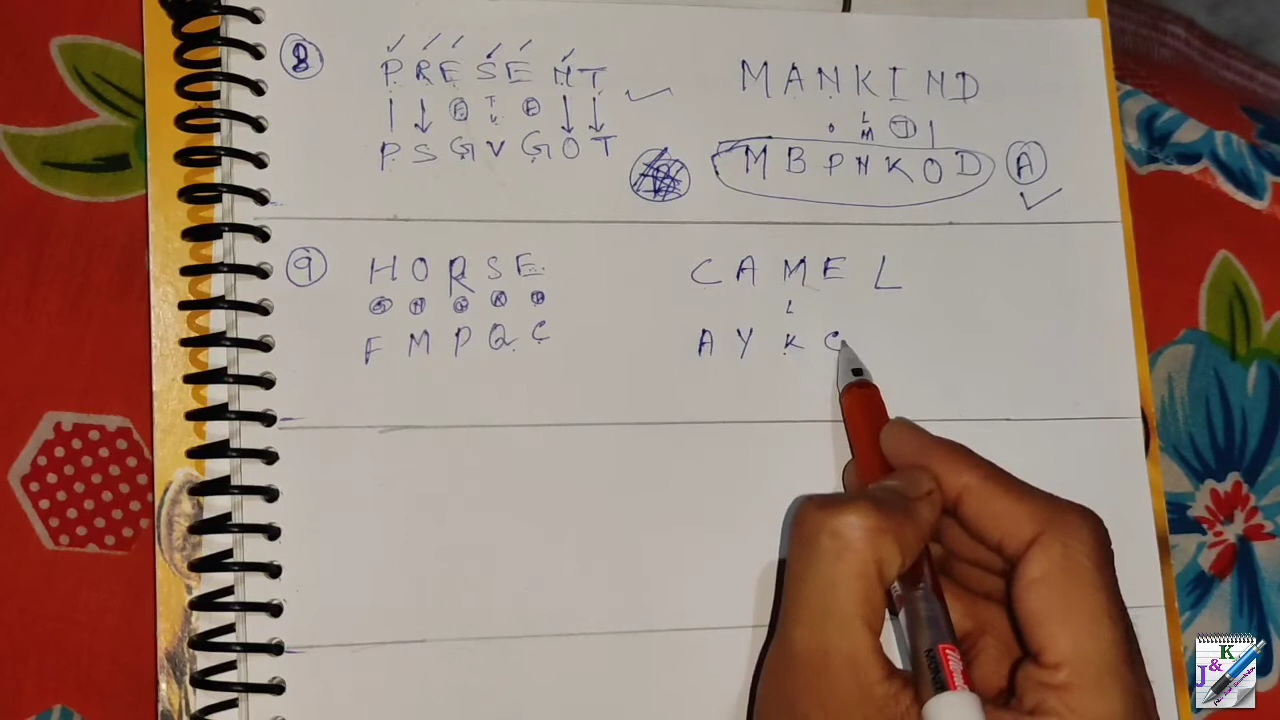 8 PRESENT MANKIND
F T F L T
V O M
PSGVGOT MBPNKOD A
9 HORSE CAMEL
G N Q R D L
FMPQC AYKC
J & K